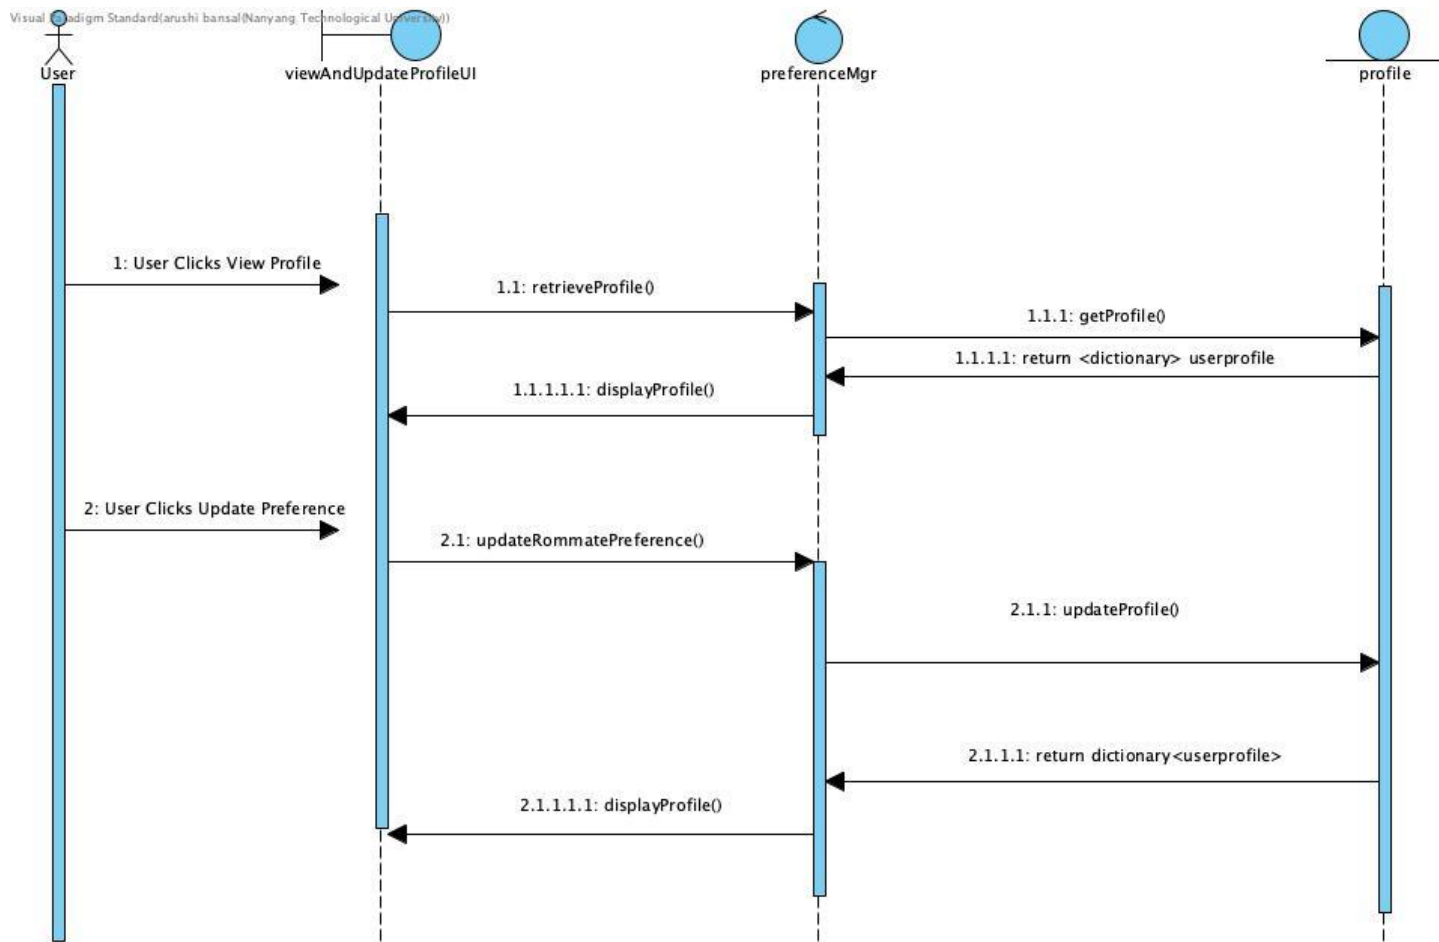 Visual Paradigm Standard(arushi bansal(Nanyang Technological University))
User
viewAndUpdateProfileUI
preferenceMgr
profile
1: User Clicks View Profile
1.1: retrieveProfile()
1.1.1: getProfile()
1.1.1.1: return <dictionary> userprofile
1.1.1.1.1: displayProfile()
2: User Clicks Update Preference
2.1: updateRommatePreference()
2.1.1: updateProfile()
2.1.1.1: return dictionary<userprofile>
2.1.1.1.1: displayProfile()